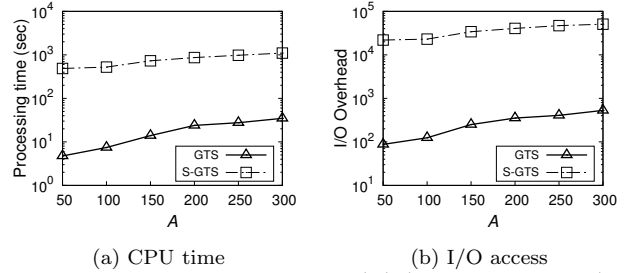 Processing time (sec)
10^4
10^3
10^2
10^1
10^0
GTS
S-GTS
50 100 150 200 250 300
A
(a) CPU time
I/O Overhead
10^5
10^4
10^3
10^2
10^1
GTS
S-GTS
50 100 150 200 250 300
A
(b) I/O access